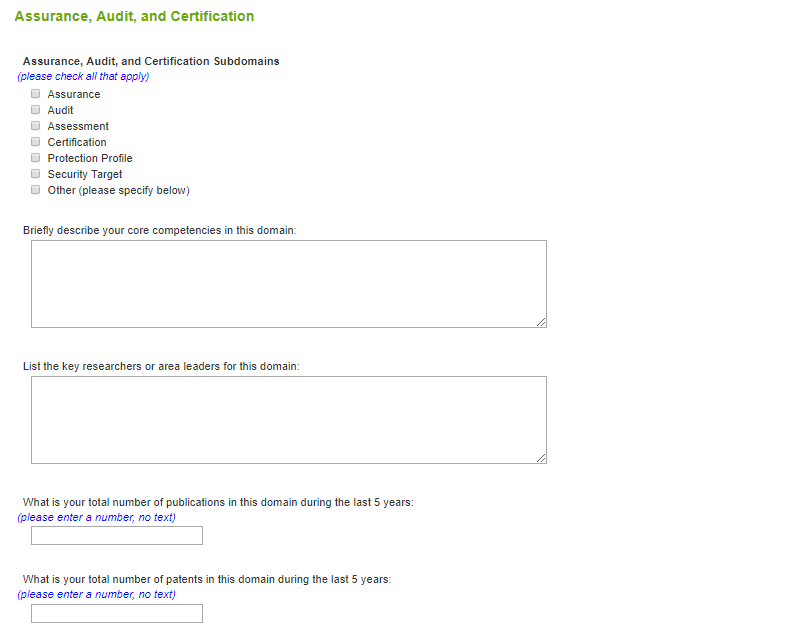 Assurance, Audit, and Certification
Assurance, Audit, and Certification Subdomains
(please check all that apply)
Assurance
Audit
Assessment
Certification
Protection Profile
Security Target
Other (please specify below)
Briefly describe your core competencies in this domain:
List the key researchers or area leaders for this domain:
What is your total number of publications in this domain during the last 5 years:
(please enter a number, no text)
What is your total number of patents in this domain during the last 5 years:
(please enter a number, no text)